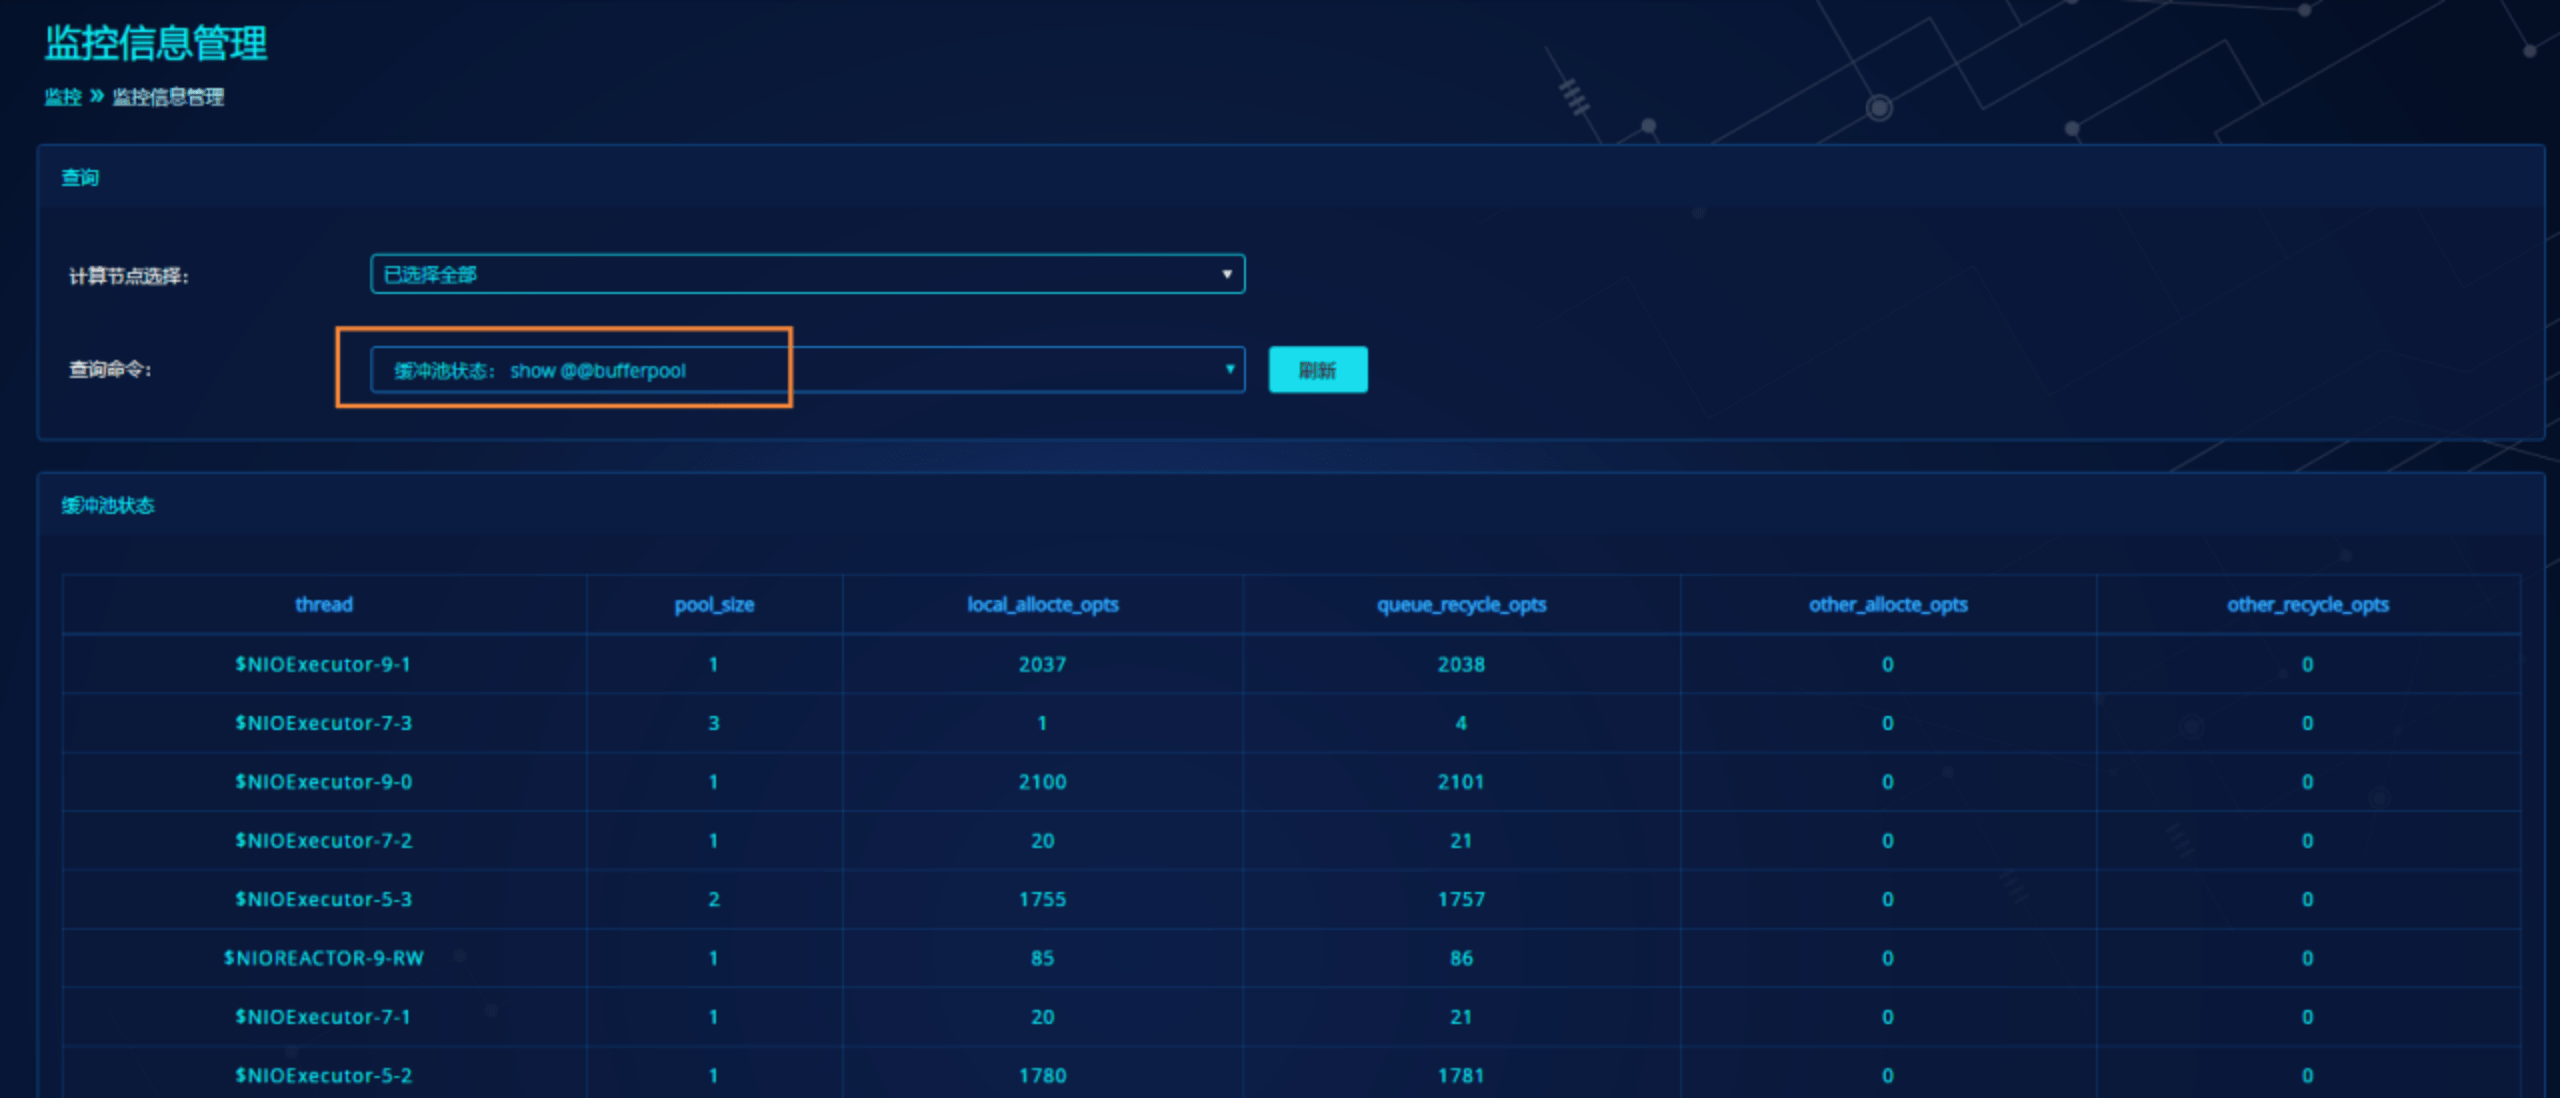 监控信息管理
监控 » 监控信息管理
查询
计算节点选择: 已选择全部
查询命令: 缓冲池状态: show @@bufferpool 刷新
缓冲池状态
thread pool_size local_allocte_opts queue_recycle_opts other_allocte_opts other_recycle_opts
$NIOExecutor-9-1 1 2037 2038 0 0
$NIOExecutor-7-3 3 1 4 0 0
$NIOExecutor-9-0 1 2100 2101 0 0
$NIOExecutor-7-2 1 20 21 0 0
$NIOExecutor-5-3 2 1755 1757 0 0
$NIOREACTOR-9-RW 1 85 86 0 0
$NIOExecutor-7-1 1 20 21 0 0
$NIOExecutor-5-2 1 1780 1781 0 0